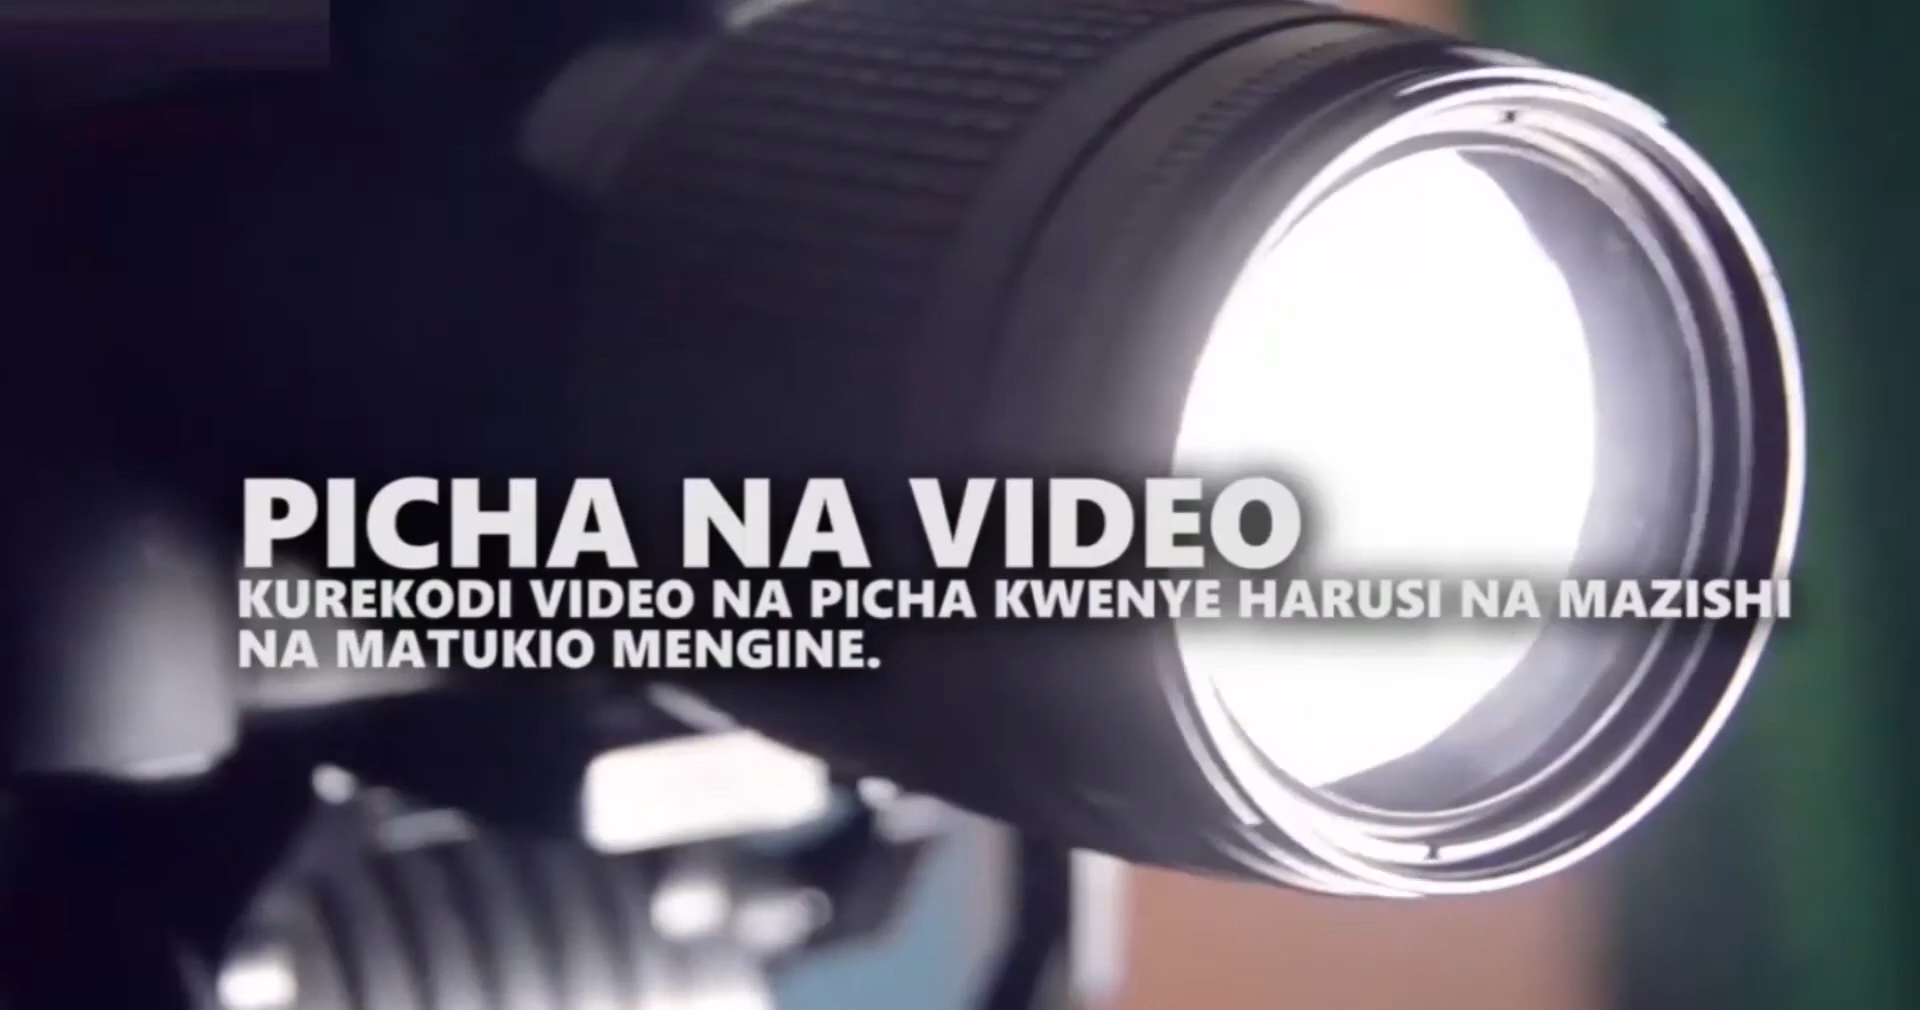 PICHA NA VIDEO
KUREKODI VIDEO NA PICHA KWENYE HARUSI NA MAZISHI
NA MATUKIO MENGINE.